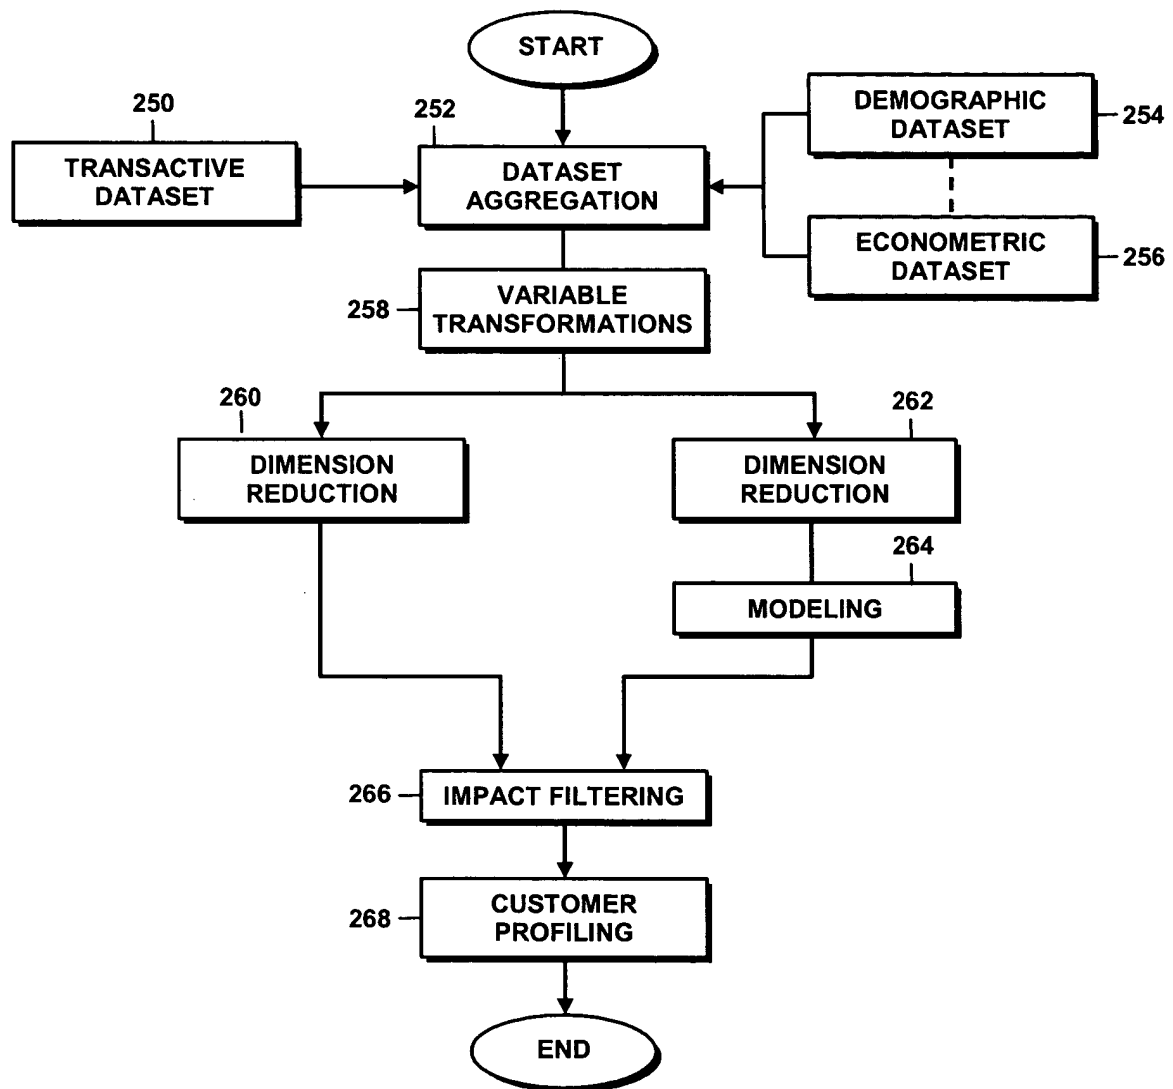 START
250
TRANSACTIVE
DATASET
252
DATASET
AGGREGATION
DEMOGRAPHIC
DATASET
254
ECONOMETRIC
DATASET
256
258
VARIABLE
TRANSFORMATIONS
260
DIMENSION
REDUCTION
262
DIMENSION
REDUCTION
264
MODELING
266
IMPACT FILTERING
268
CUSTOMER
PROFILING
END